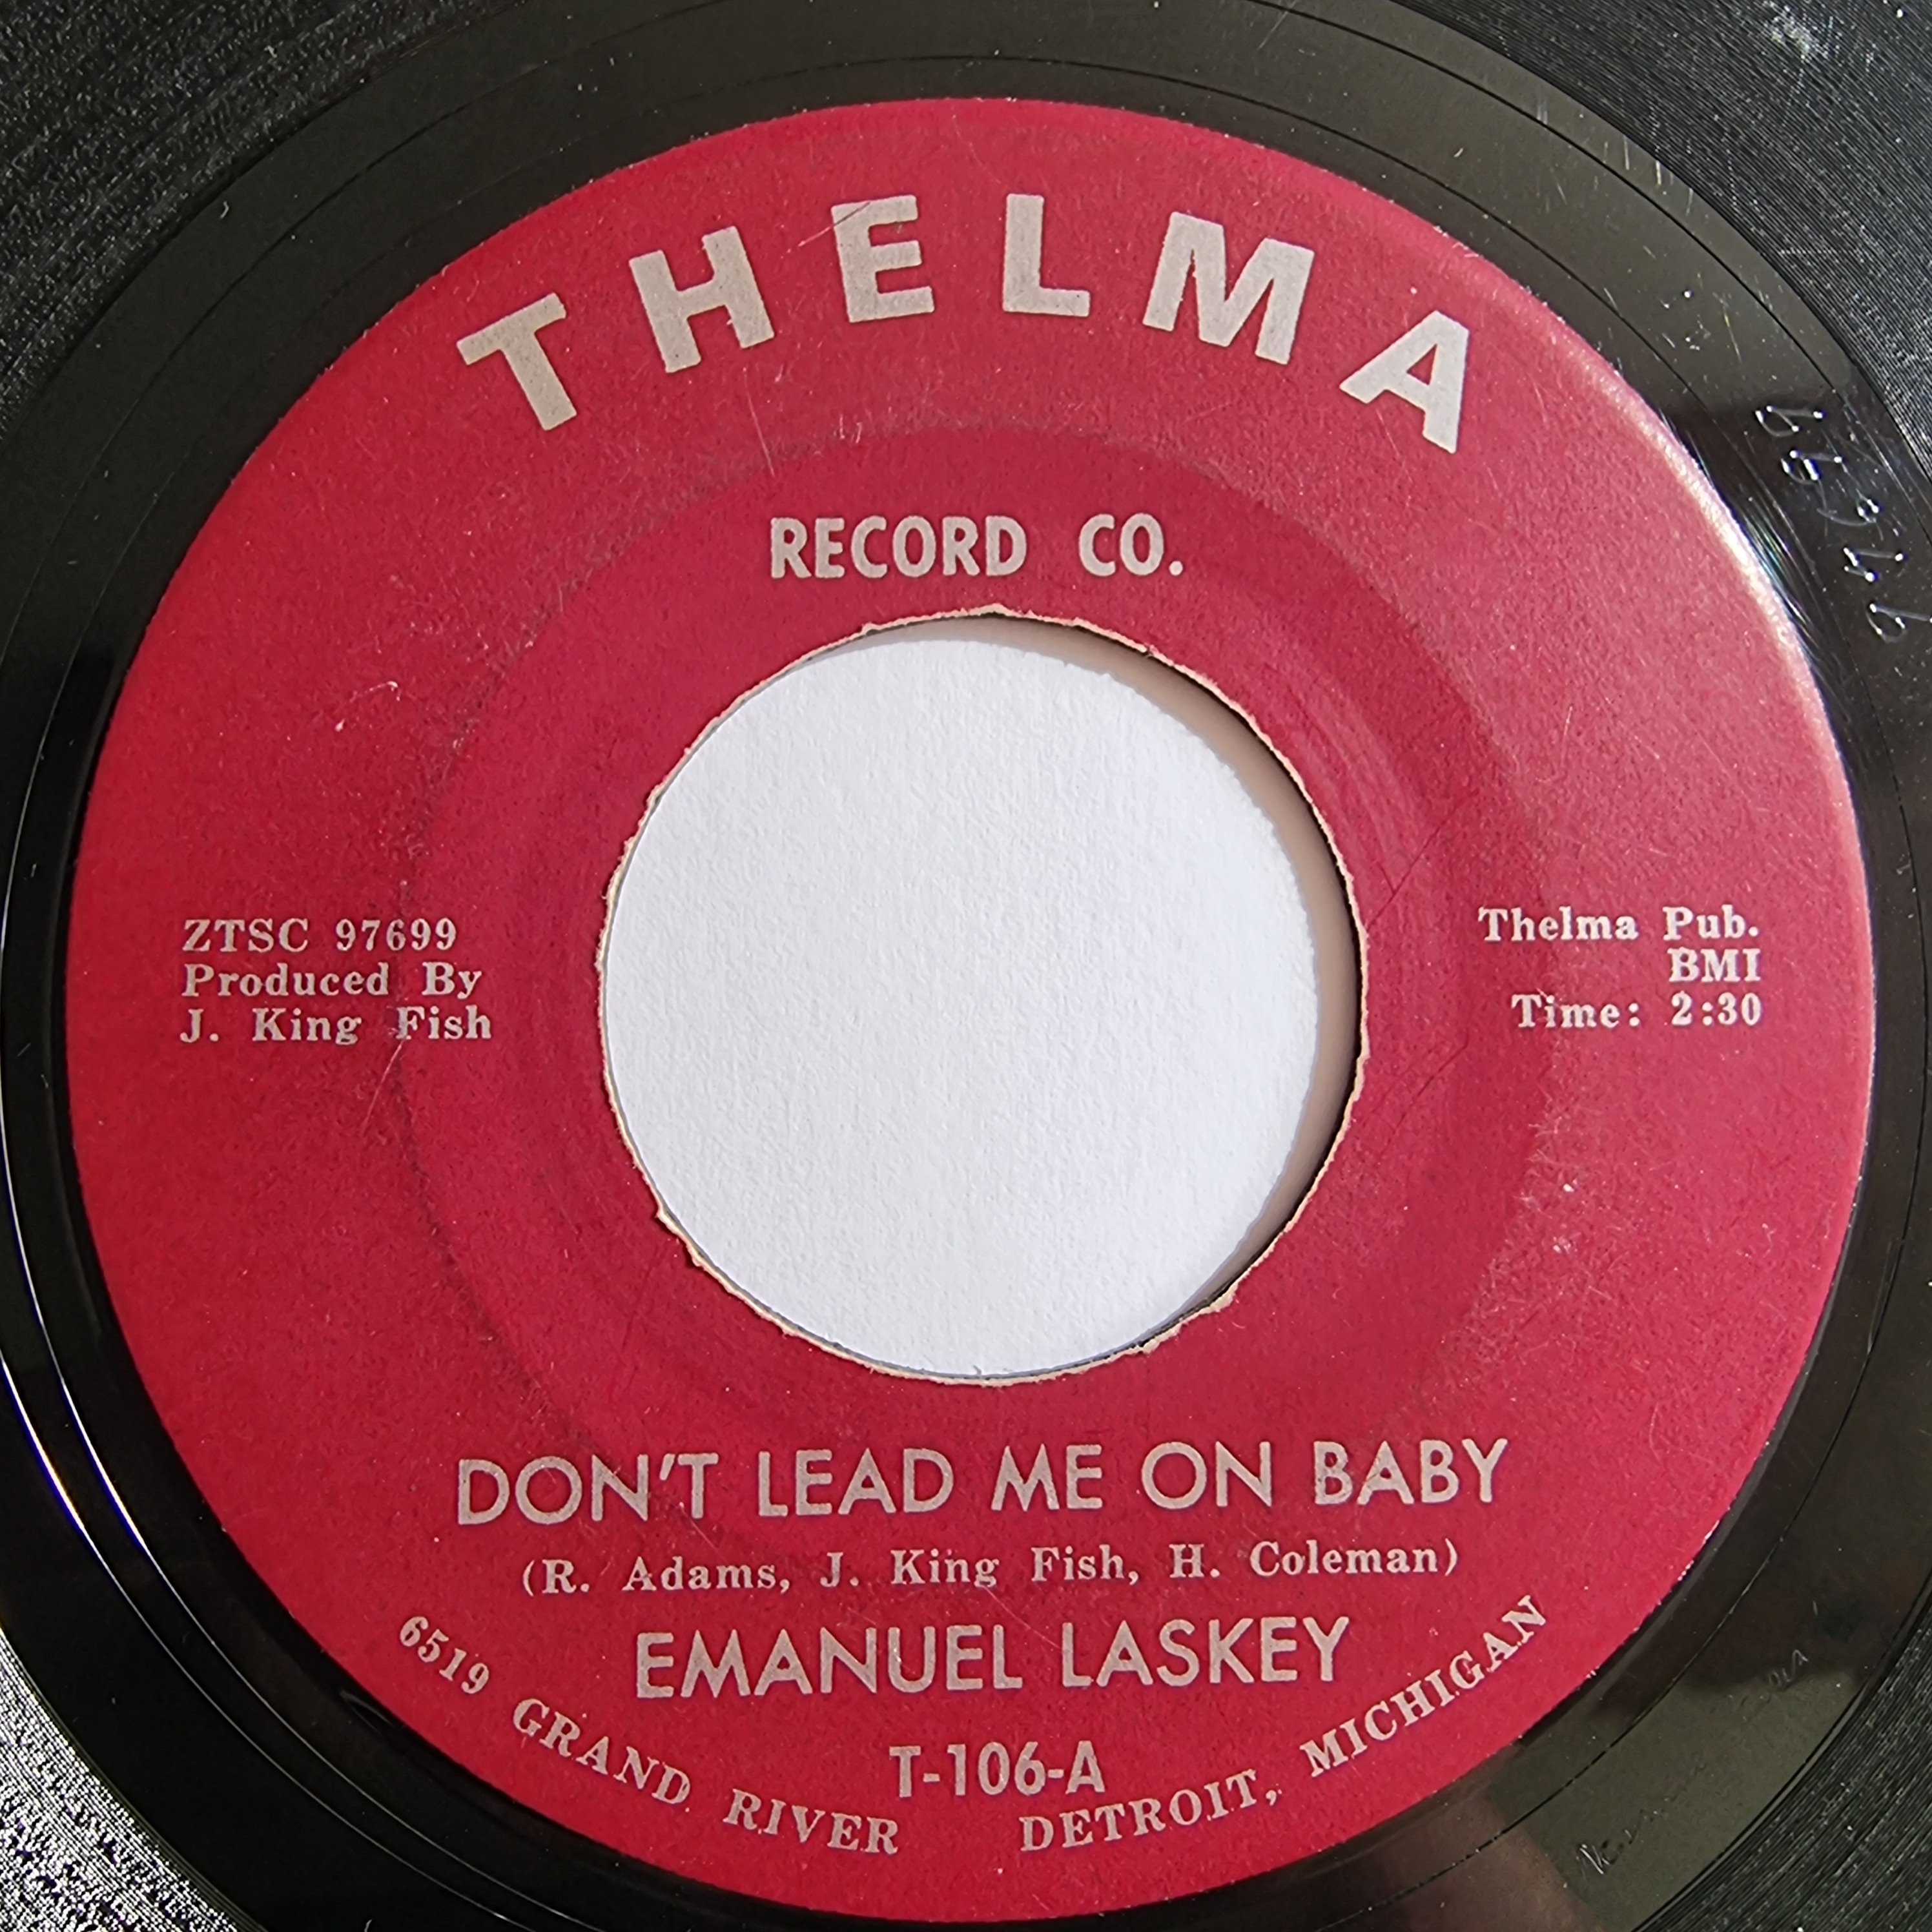 THELMA
RECORD CO.
ZTSC 97699
Produced By
J. King Fish
Thelma Pub.
BMI
Time: 2:30
DON'T LEAD ME ON BABY
(R. Adams, J. King Fish, H. Coleman)
EMANUEL LASKEY
T-106-A
6519 GRAND RIVER DETROIT, MICHIGAN